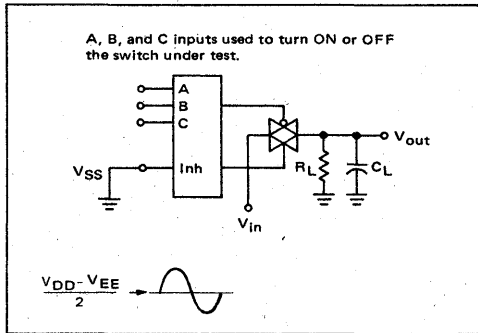 A, B, and C inputs used to turn ON or OFF
the switch under test.
A
B
C
VSS
Inh
RL
CL
Vout
Vin
VDD - VEE
2